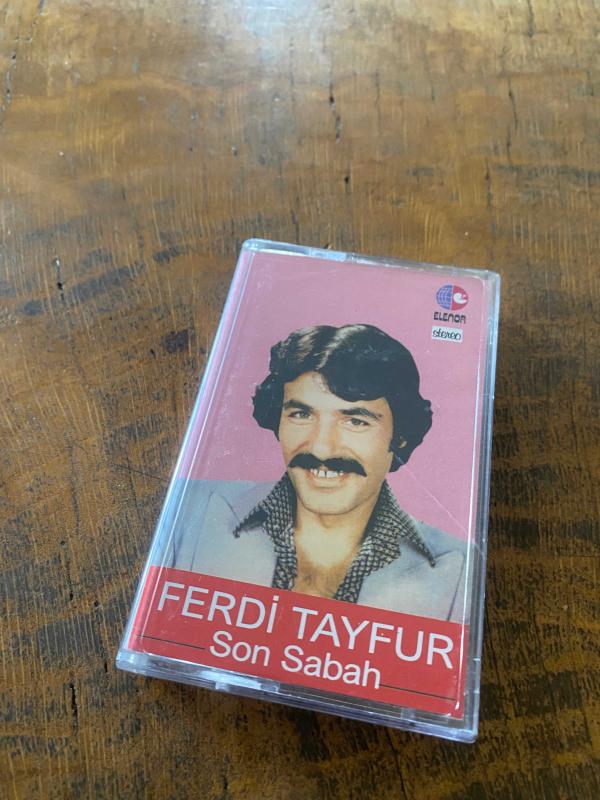 ELENOR
stereo
FERDİ TAYFUR
Son Sabah